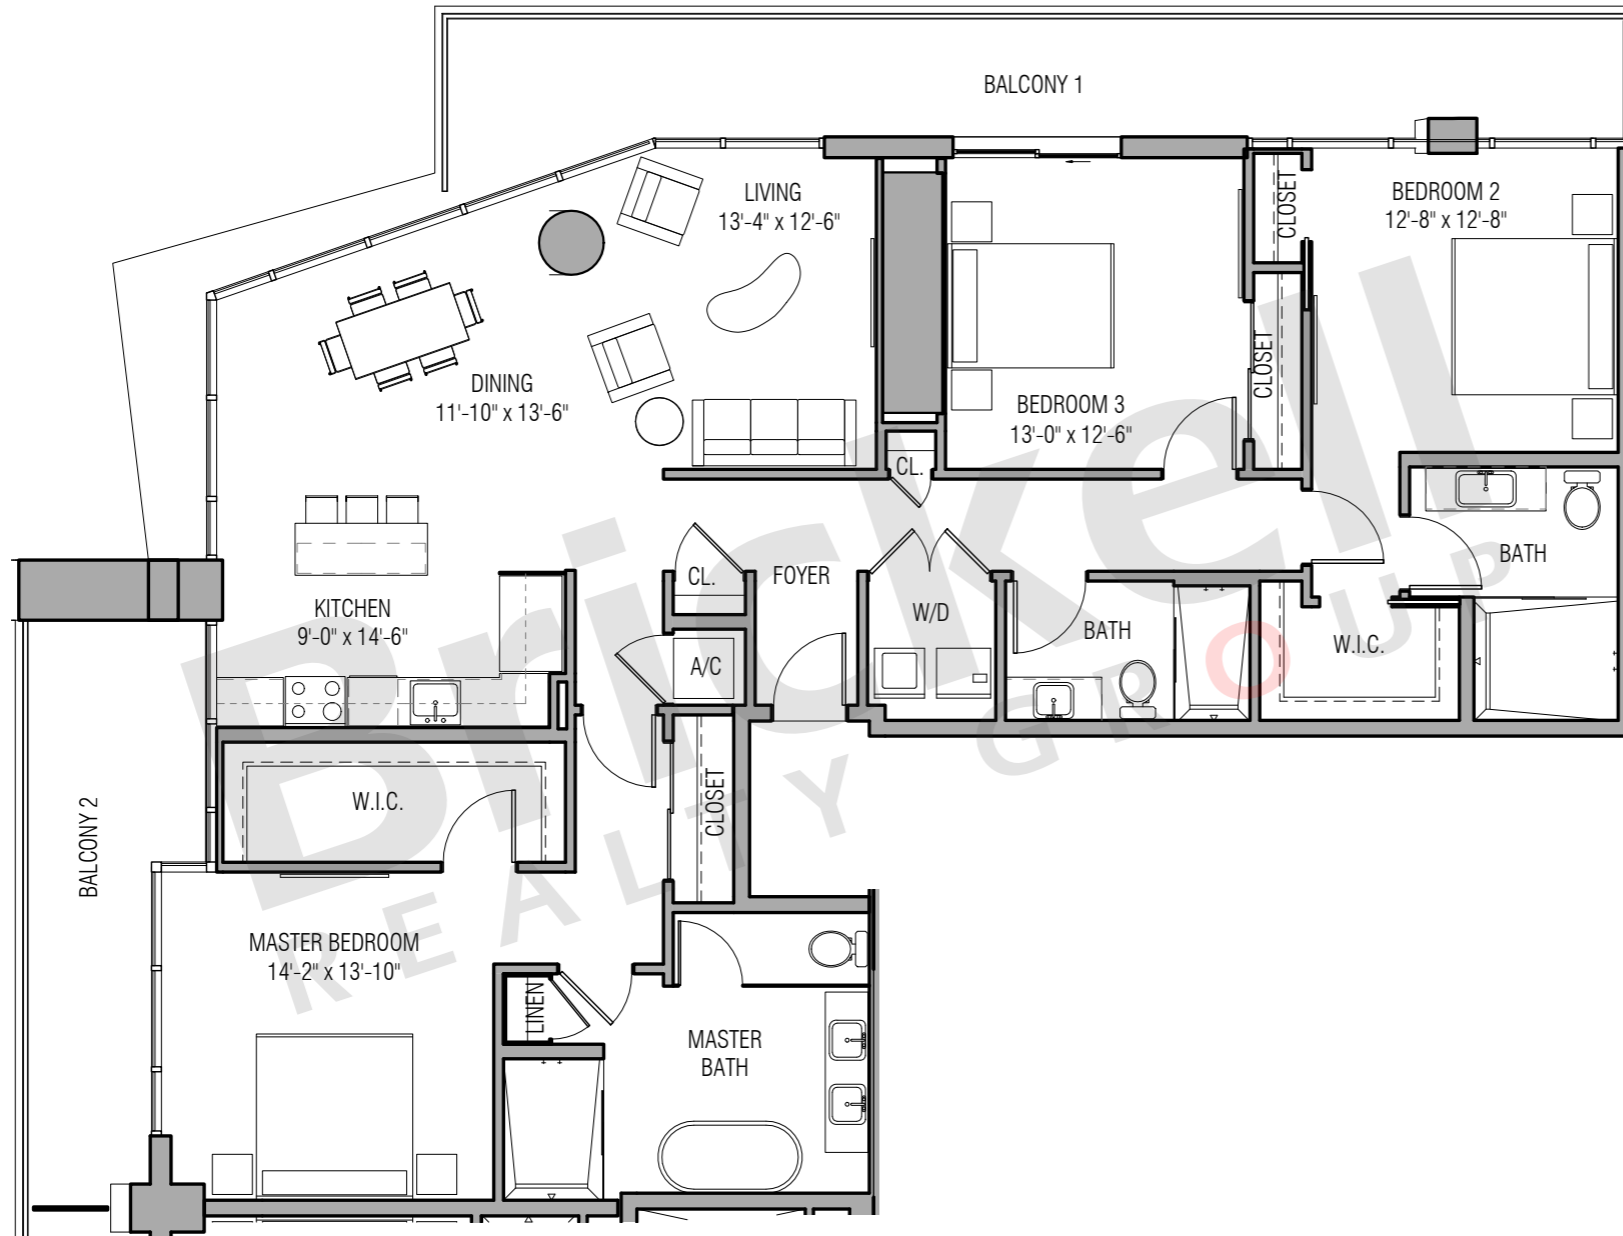 BALCONY 1
LIVING
13'-4" x 12'-6"
CLOSET
BEDROOM 2
12'-8" x 12'-8"
DINING
11'-10" x 13'-6"
BEDROOM 3
13'-0" x 12'-6"
CLOSET
CL.
BATH
CL.
FOYER
KITCHEN
9'-0" x 14'-6"
W/D
BATH
W.I.C.
A/C
W.I.C.
CLOSET
BALCONY 2
MASTER BEDROOM
14'-2" x 13'-10"
LINEN
MASTER
BATH
Brickell
REALTY GROUP